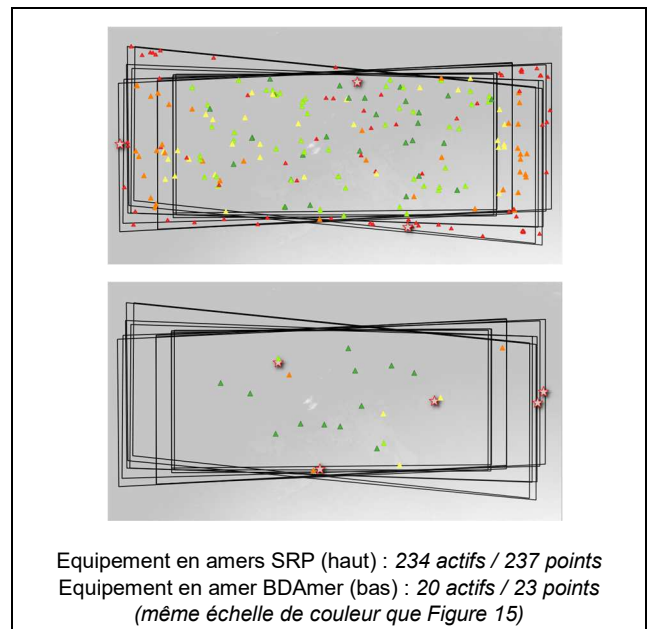 Equipement en amers SRP (haut) : 234 actifs / 237 points
Equipement en amer BDAmer (bas) : 20 actifs / 23 points
(même échelle de couleur que Figure 15)